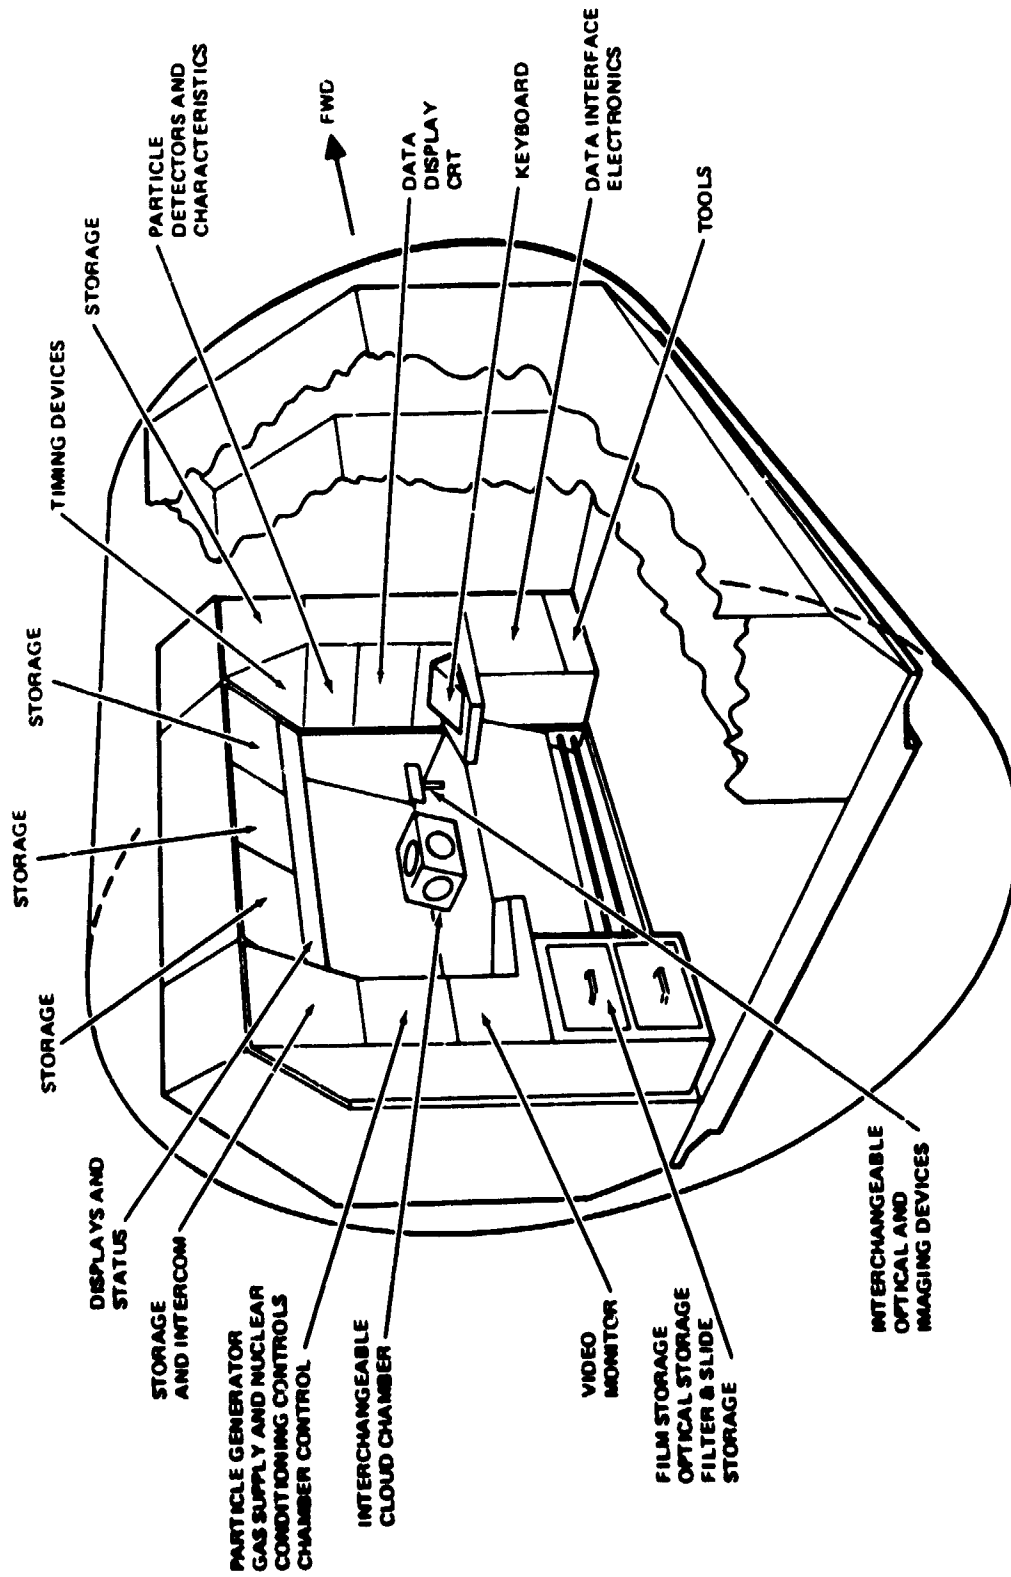 STORAGE
STORAGE
STORAGE
TIMING DEVICES
STORAGE
PARTICLE
DETECTORS AND
CHARACTERISTICS
FWD
DATA
DISPLAY
CRT
KEYBOARD
DATA INTERFACE
ELECTRONICS
TOOLS
DISPLAYS AND
STATUS
STORAGE
AND INTERCOM
PARTICLE GENERATOR
GAS SUPPLY AND NUCLEAR
CONDITIONING CONTROLS
CHAMBER CONTROL
INTERCHANGEABLE
CLOUD CHAMBER
VIDEO
MONITOR
FILM STORAGE
OPTICAL STORAGE
FILTER & SLIDE
STORAGE
INTERCHANGEABLE
OPTICAL AND
IMAGING DEVICES